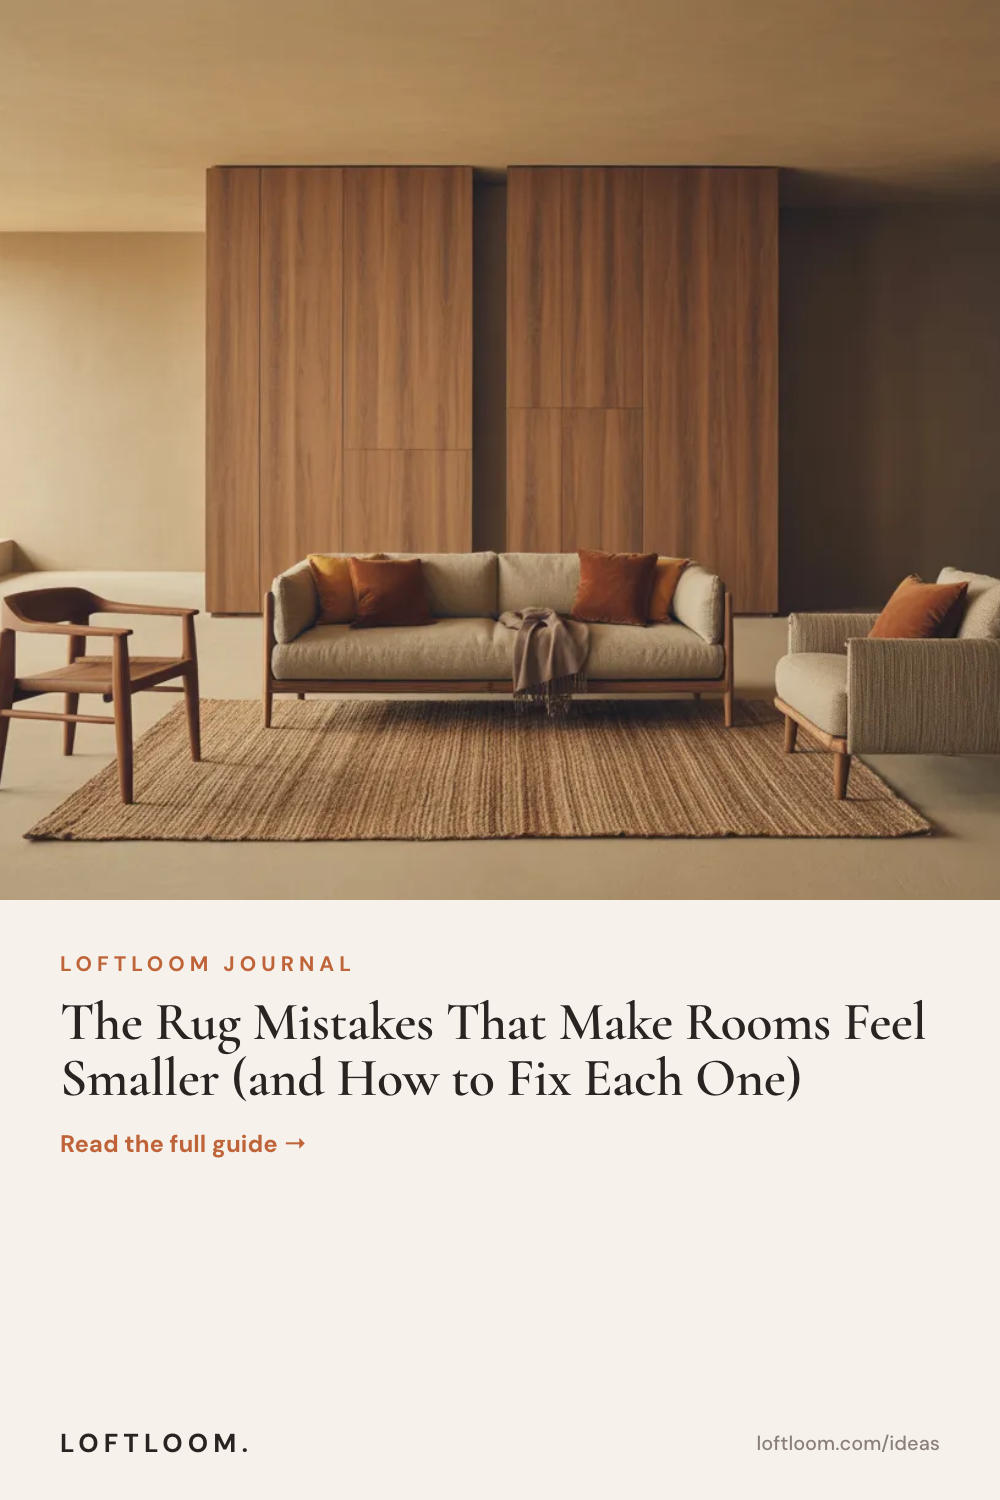 LOFTLOOM JOURNAL
The Rug Mistakes That Make Rooms Feel
Smaller (and How to Fix Each One)
Read the full guide →
LOFTLOOM.
loftloom.com/ideas